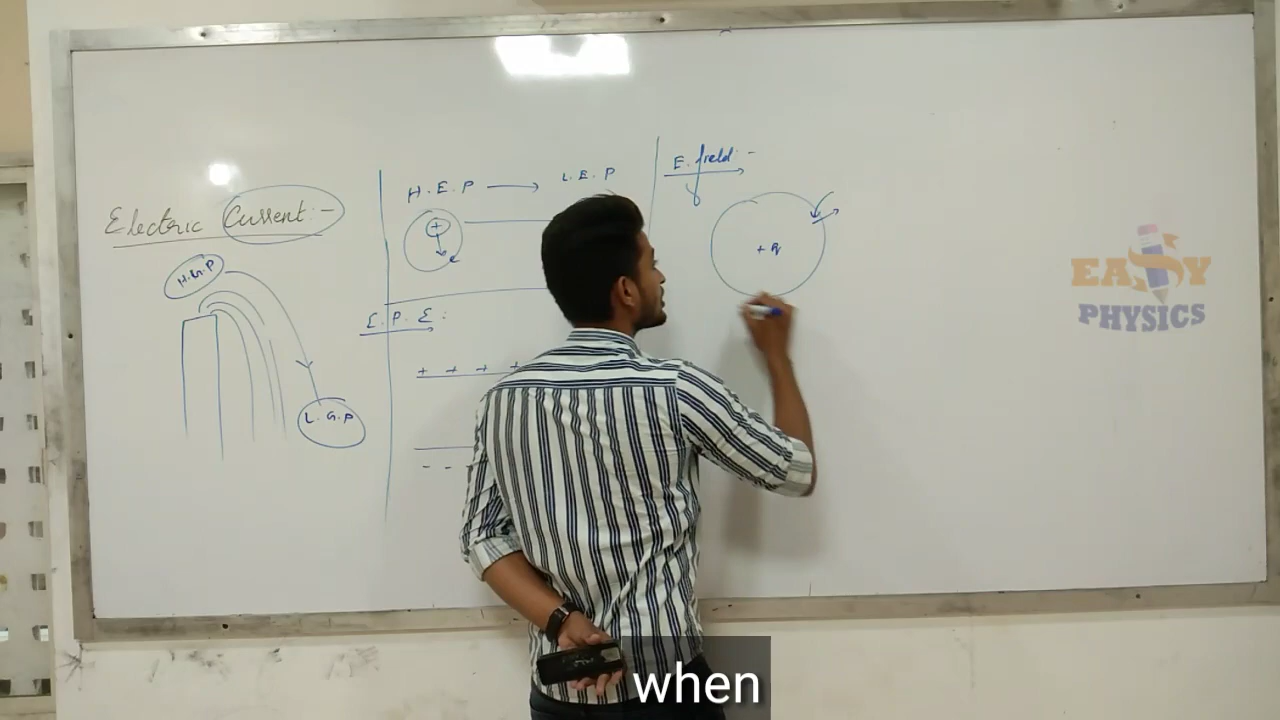 Electric Current:-
H.G.P
L.G.P
H.E.P → L.E.P
+
E.P.E:
+ + + +
- -
E. field:-
+ q
EASY
PHYSICS
when